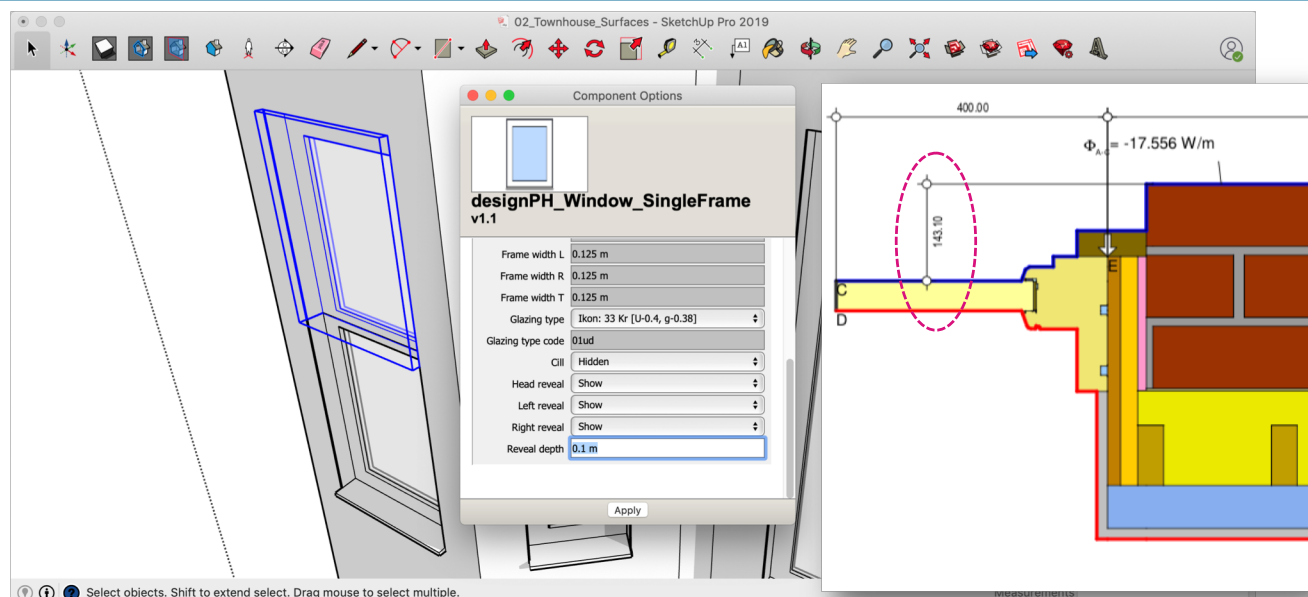 02_Townhouse_Surfaces - SketchUp Pro 2019
A1
Component Options
designPH_Window_SingleFrame
v1.1
Frame width L 0.125 m
Frame width R 0.125 m
Frame width T 0.125 m
Glazing type Ikon: 33 Kr [U-0.4, g-0.38]
Glazing type code 01ud
Cill Hidden
Head reveal Show
Left reveal Show
Right reveal Show
Reveal depth 0.1 m
Apply
400.00
ΦA-C= -17.556 W/m
143.10
E
C
D
Select objects. Shift to extend select. Drag mouse to select multiple.
Measurements